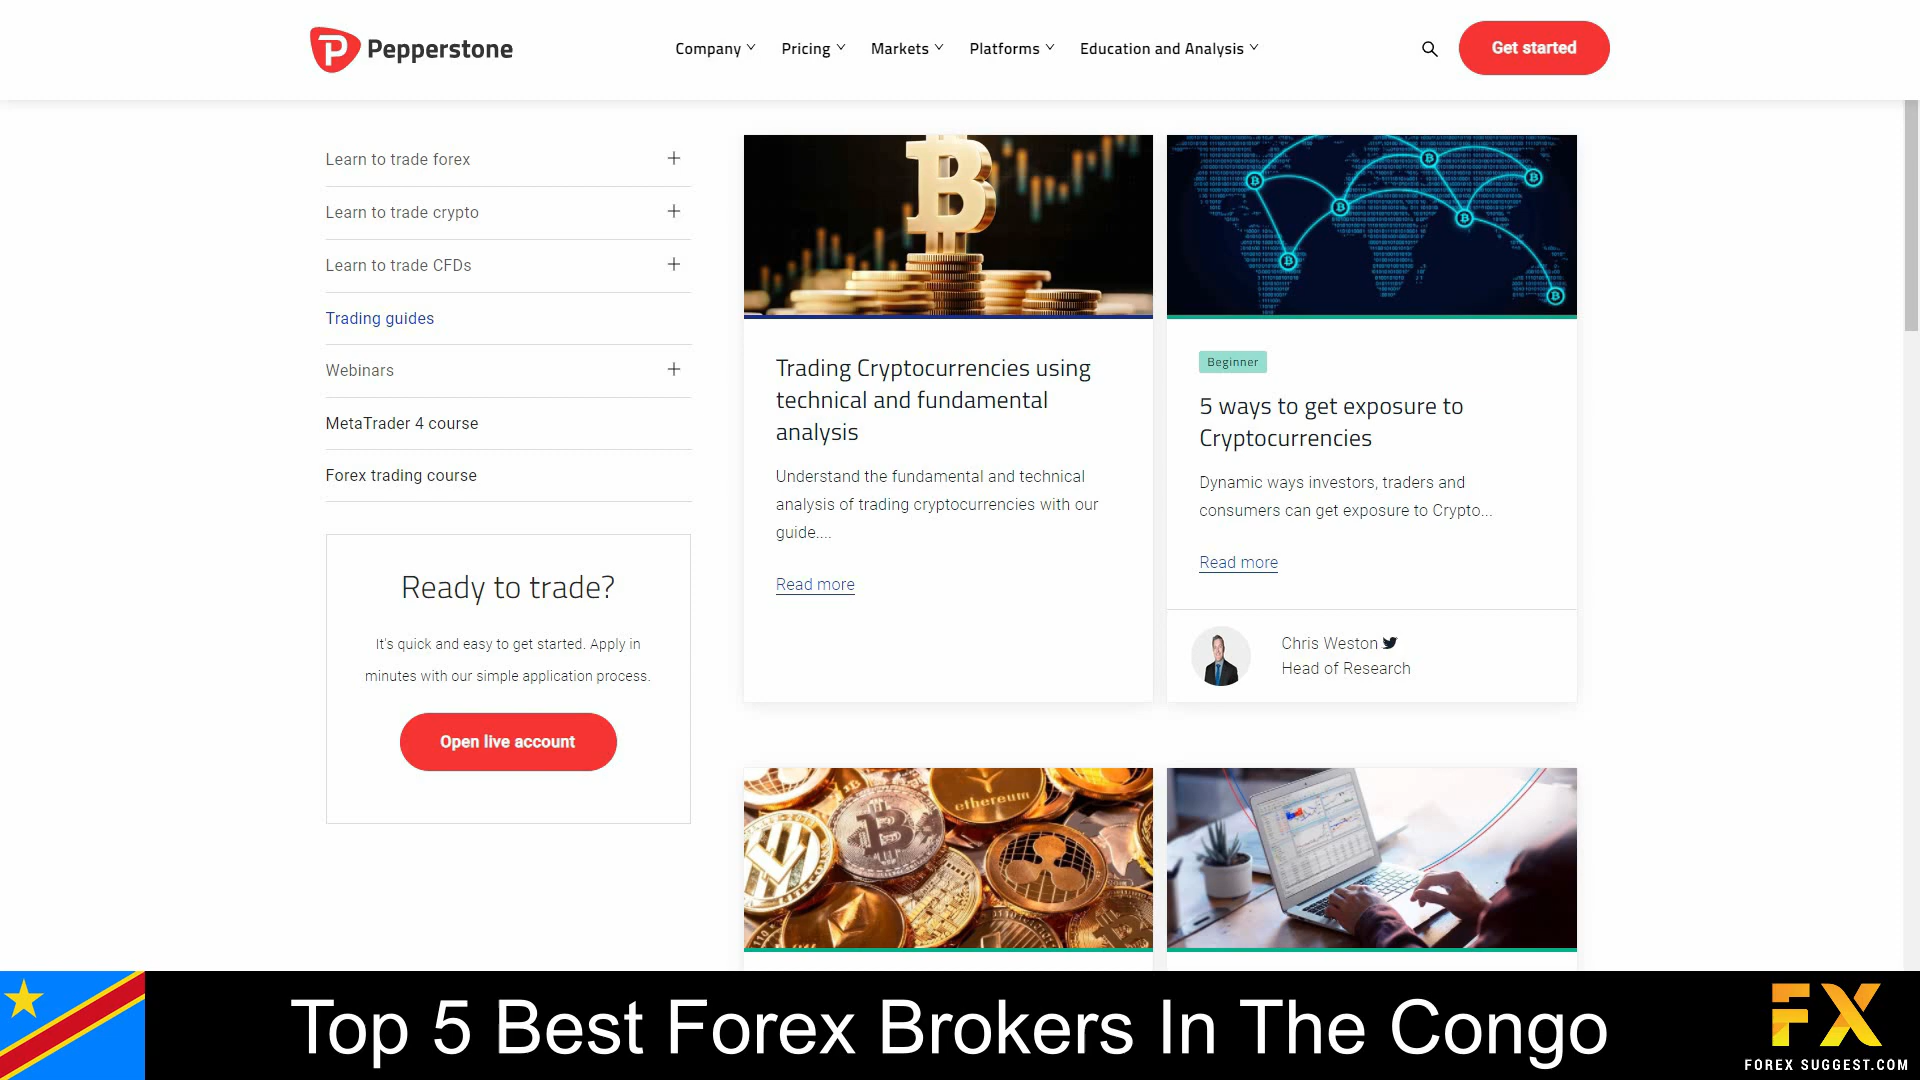 Pepperstone
Company
Pricing
Markets
Platforms
Education and Analysis
Get started
Learn to trade forex
Learn to trade crypto
Learn to trade CFDs
Trading guides
Webinars
MetaTrader 4 course
Forex trading course
Ready to trade?
It's quick and easy to get started. Apply in
minutes with our simple application process.
Open live account
Trading Cryptocurrencies using
technical and fundamental
analysis
Understand the fundamental and technical
analysis of trading cryptocurrencies with our
guide....
Read more
Beginner
5 ways to get exposure to
Cryptocurrencies
Dynamic ways investors, traders and
consumers can get exposure to Crypto...
Read more
Chris Weston
Head of Research
ethereum
Top 5 Best Forex Brokers In The Congo
FX
FOREX SUGGEST.COM